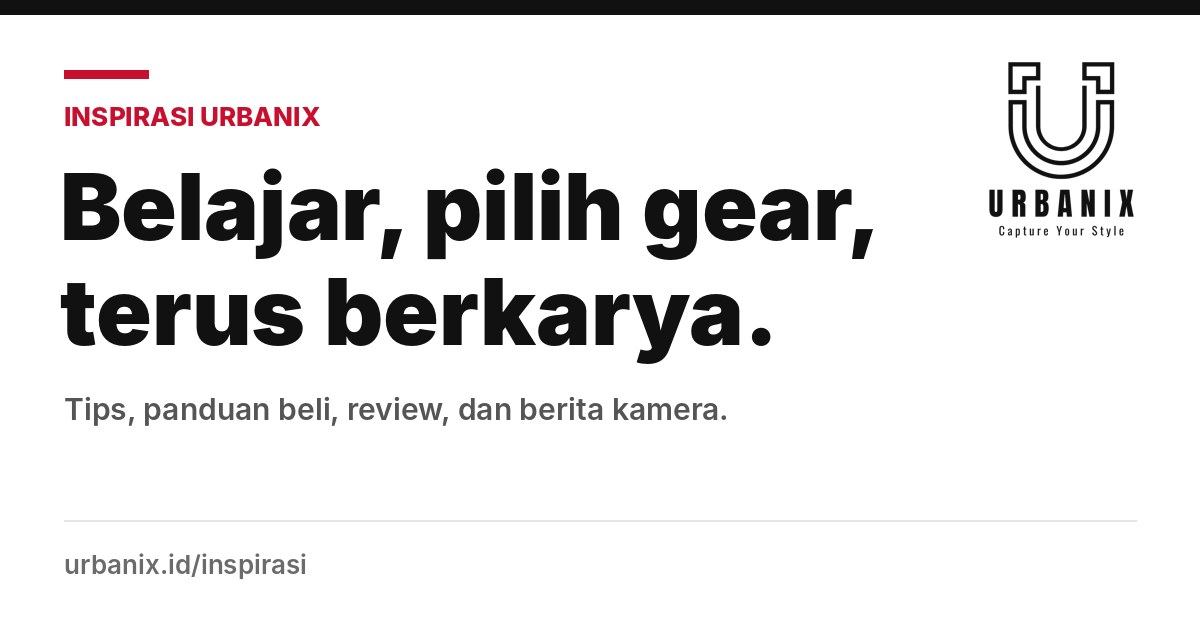 INSPIRASI URBANIX
Belajar, pilih gear,
terus berkarya.
Tips, panduan beli, review, dan berita kamera.
urbanix.id/inspirasi
URBANIX
Capture Your Style